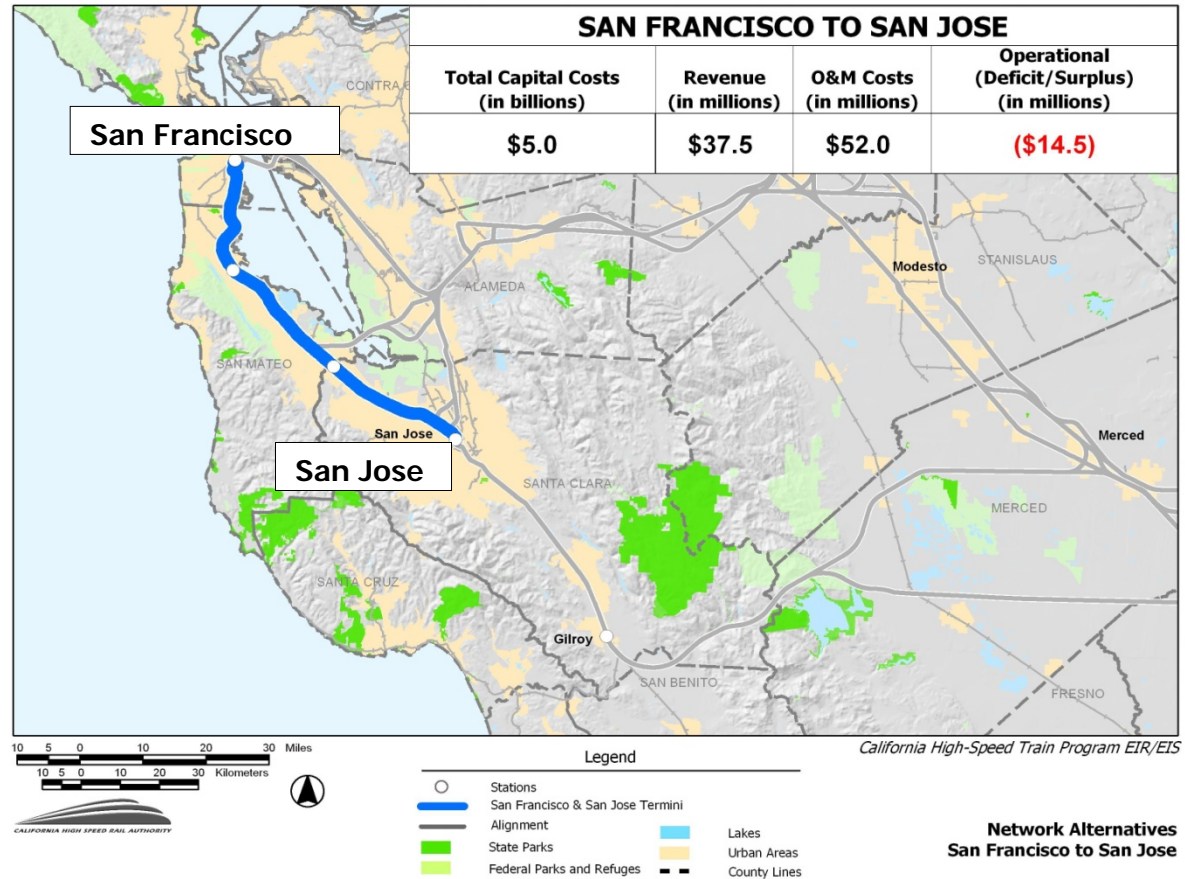 SAN FRANCISCO TO SAN JOSE
Total Capital Costs
(in billions)
Revenue
(in millions)
O&M Costs
(in millions)
Operational
(Deficit/Surplus)
(in millions)
$5.0
$37.5
$52.0
($14.5)
CONTRA
San Francisco
ALAMEDA
Modesto
STANISLAUS
SAN MATEO
San Jose
Merced
San Jose
SANTA CLARA
MERCED
SANTA CRUZ
Gilroy
SAN BENITO
FRESNO
10 5 0 10 20 30 Miles
10 5 0 10 20 30 Kilometers
CALIFORNIA HIGH SPEED RAIL AUTHORITY
Legend
Stations
San Francisco & San Jose Termini
Alignment
State Parks
Federal Parks and Refuges
Lakes
Urban Areas
County Lines
California High-Speed Train Program EIR/EIS
Network Alternatives
San Francisco to San Jose